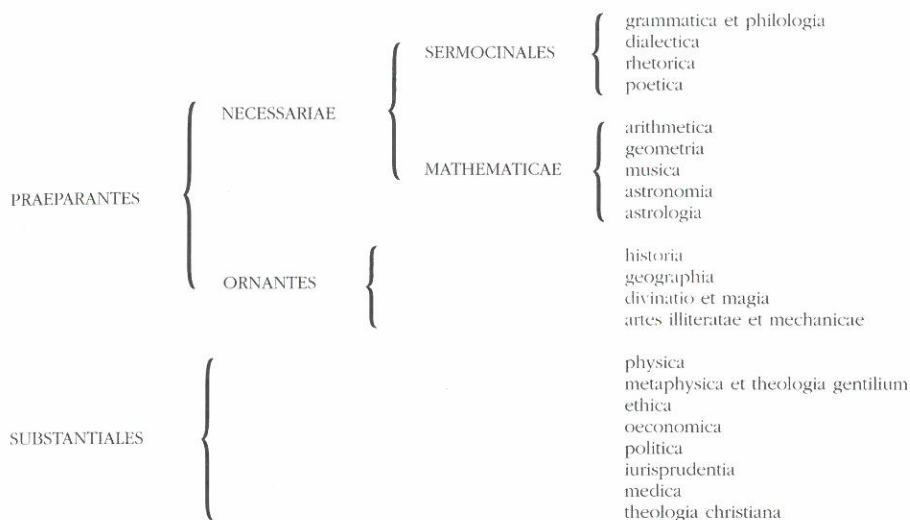 PRAEPARANTES
NECESSARIAE
SERMOCINALES
grammatica et philologia
dialectica
rhetorica
poetica
MATHEMATICAE
arithmetica
geometria
musica
astronomia
astrologia
ORNANTES
historia
geographia
divinatio et magia
artes illiteratae et mechanicae
SUBSTANTIALES
physica
metaphysica et theologia gentilium
ethica
oeconomica
politica
iurisprudentia
medica
theologia christiana